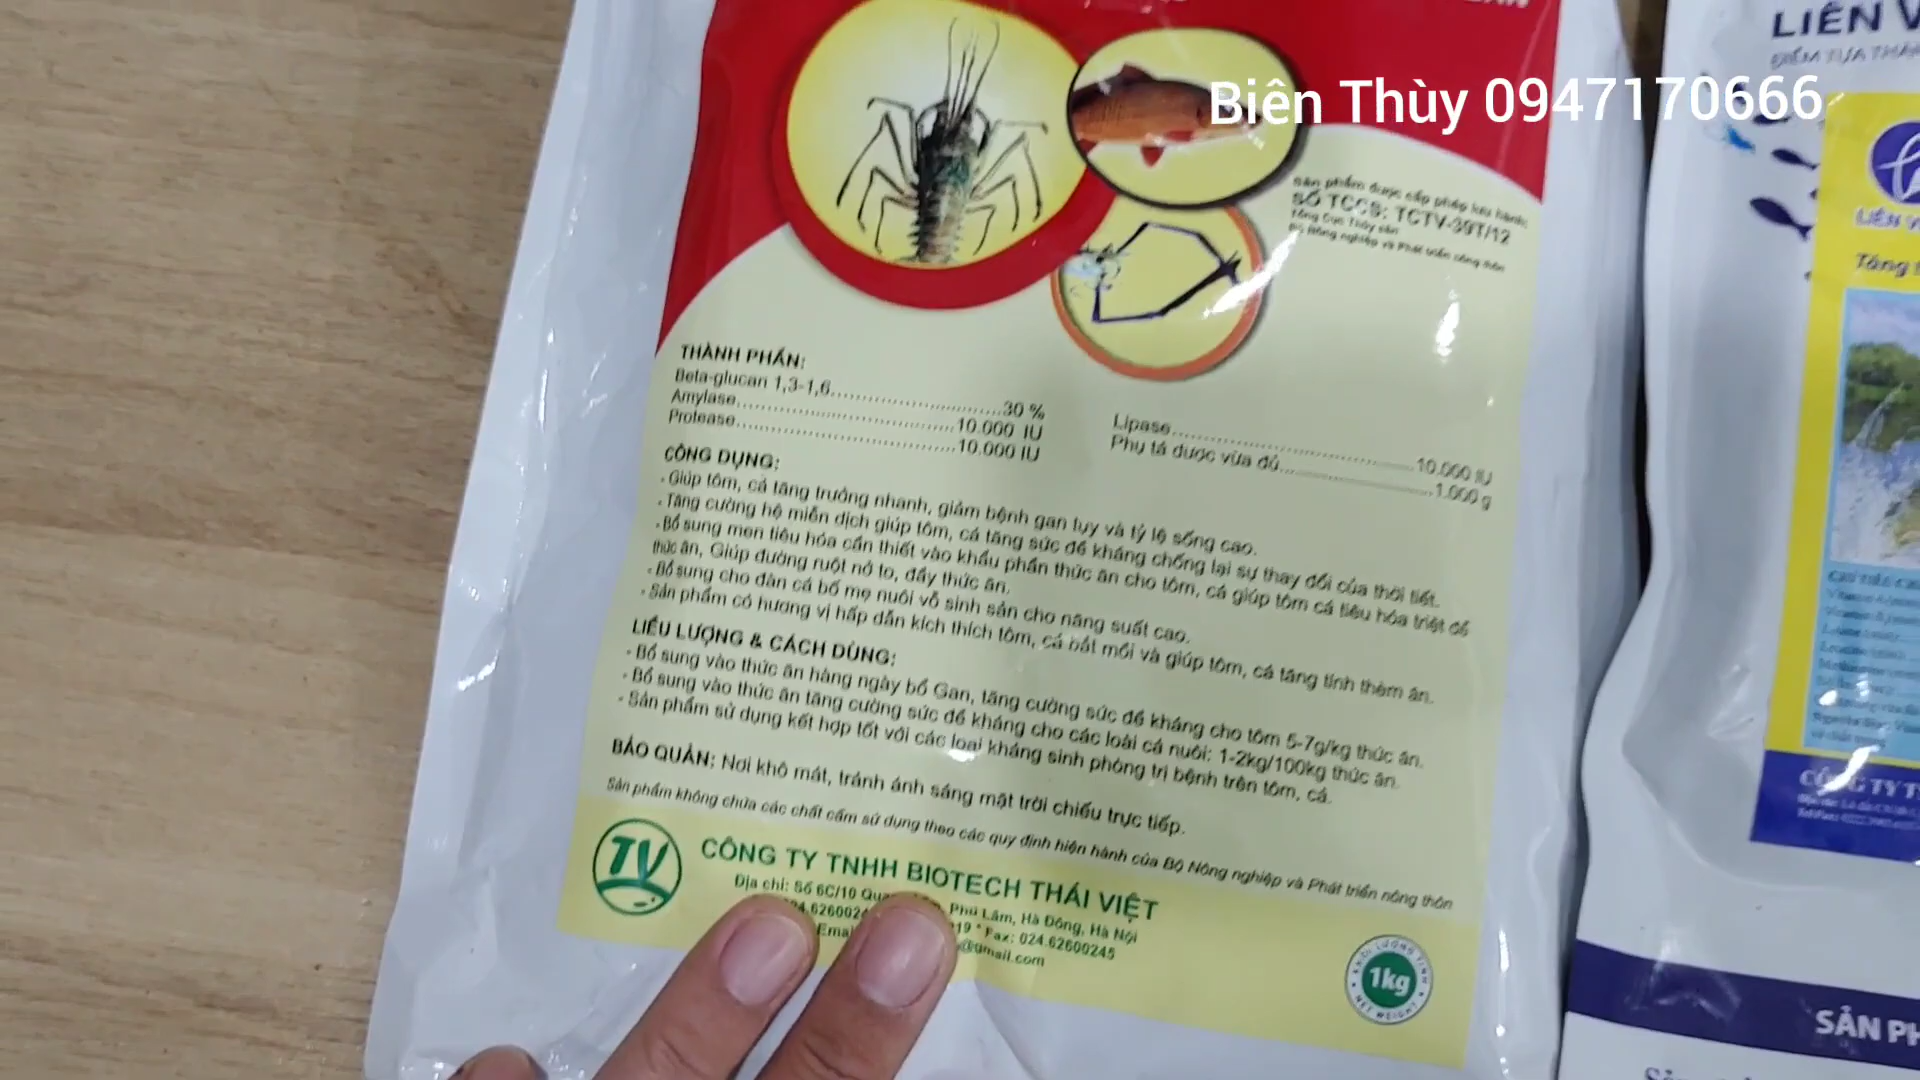 Biên Thùy 0947170666
Sản phẩm được cấp phép lưu hành:
SỐ TCCS: TCTV-39T/12
Tổng Cục Thủy sản
Bộ Nông nghiệp và Phát triển nông thôn
THÀNH PHẦN:
Beta-glucan 1,3-1,6..............................30 %
Amylase..............................10.000 IU
Protease..............................10.000 IU
Lipase..............................10.000 IU
Phụ tá dược vừa đủ..............................1.000 g
CÔNG DỤNG:
- Giúp tôm, cá tăng trưởng nhanh, giảm bệnh gan tụy và tỷ lệ sống cao.
- Tăng cường hệ miễn dịch giúp tôm, cá tăng sức đề kháng chống lại sự thay đổi của thời tiết.
- Bổ sung men tiêu hóa cần thiết vào khẩu phần thức ăn cho tôm, cá giúp tôm cá tiêu hóa triệt để
thức ăn, Giúp đường ruột nở to, đầy thức ăn.
- Bổ sung cho đàn cá bố mẹ nuôi vỗ sinh sản cho năng suất cao.
- Sản phẩm có hương vị hấp dẫn kích thích tôm, cá bắt mồi và giúp tôm, cá tăng tính thèm ăn.
LIỀU LƯỢNG & CÁCH DÙNG:
- Bổ sung vào thức ăn hàng ngày bổ Gan, tăng cường sức đề kháng cho tôm 5-7g/kg thức ăn.
- Bổ sung vào thức ăn tăng cường sức đề kháng cho các loài cá nuôi: 1-2kg/100kg thức ăn.
- Sản phẩm sử dụng kết hợp tốt với các loại kháng sinh phòng trị bệnh trên tôm, cá.
BẢO QUẢN: Nơi khô mát, tránh ánh sáng mặt trời chiếu trực tiếp.
Sản phẩm không chứa các chất cấm sử dụng theo các quy định hiện hành của Bộ Nông nghiệp và Phát triển nông thôn
TV
CÔNG TY TNHH BIOTECH THÁI VIỆT
Địa chỉ: Số 6C/10 Phú Lãm, Hà Đông, Hà Nội
* Fax: 024.62600245
@gmail.com
KHỐI LƯỢNG TỊNH
1kg
NET WEIGHT
LIÊN
ĐIỂM TỰA
LIÊN
Tăng
CÔNG TY
SẢN